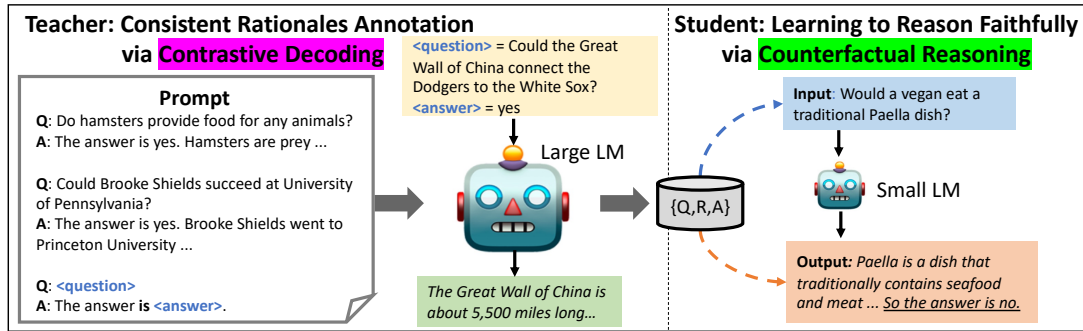 Teacher: Consistent Rationales Annotation
via Contrastive Decoding
Prompt
Q: Do hamsters provide food for any animals?
A: The answer is yes. Hamsters are prey ...
Q: Could Brooke Shields succeed at University
of Pennsylvania?
A: The answer is yes. Brooke Shields went to
Princeton University ...
Q: <question>
A: The answer is <answer>.
<question> = Could the Great
Wall of China connect the
Dodgers to the White Sox?
<answer> = yes
Large LM
The Great Wall of China is
about 5,500 miles long…
{Q,R,A}
Student: Learning to Reason Faithfully
via Counterfactual Reasoning
Input: Would a vegan eat a
traditional Paella dish?
Small LM
Output: Paella is a dish that
traditionally contains seafood
and meat ... So the answer is no.